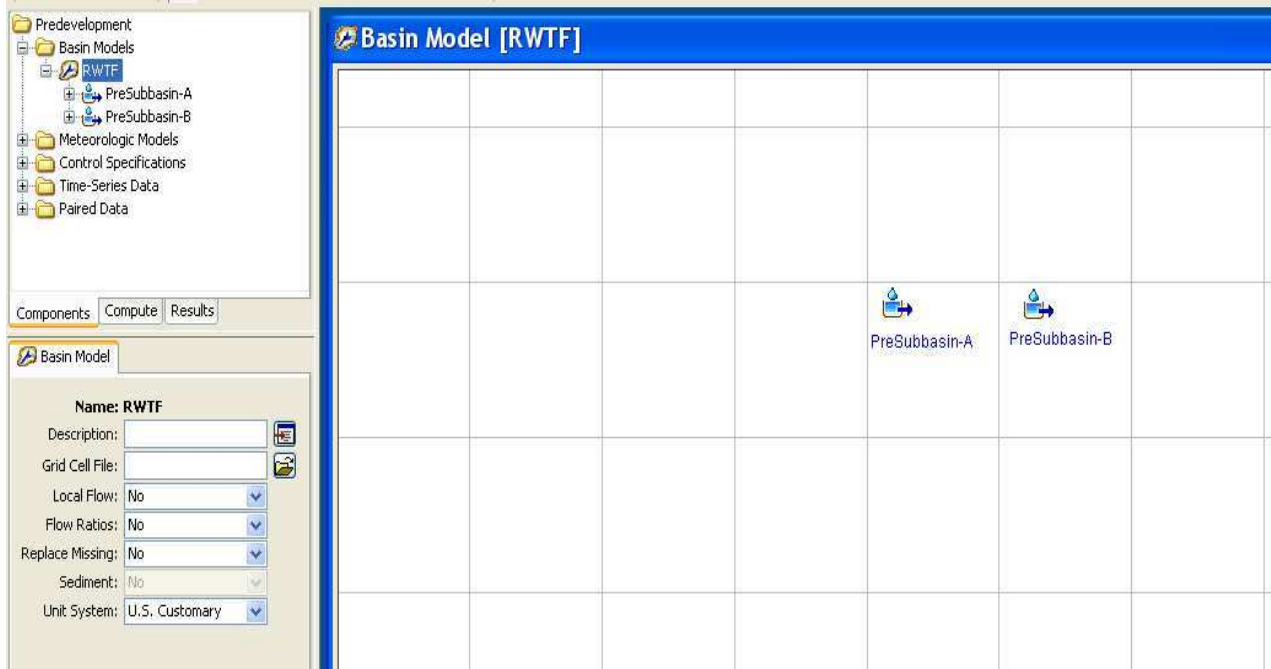 Predevelopment
Basin Models
RWTF
PreSubbasin-A
PreSubbasin-B
Meteorologic Models
Control Specifications
Time-Series Data
Paired Data
Components Compute Results
Basin Model
Name: RWTF
Description:
Grid Cell File:
Local Flow: No
Flow Ratios: No
Replace Missing: No
Sediment: No
Unit System: U.S. Customary
Basin Model [RWTF]
PreSubbasin-A
PreSubbasin-B